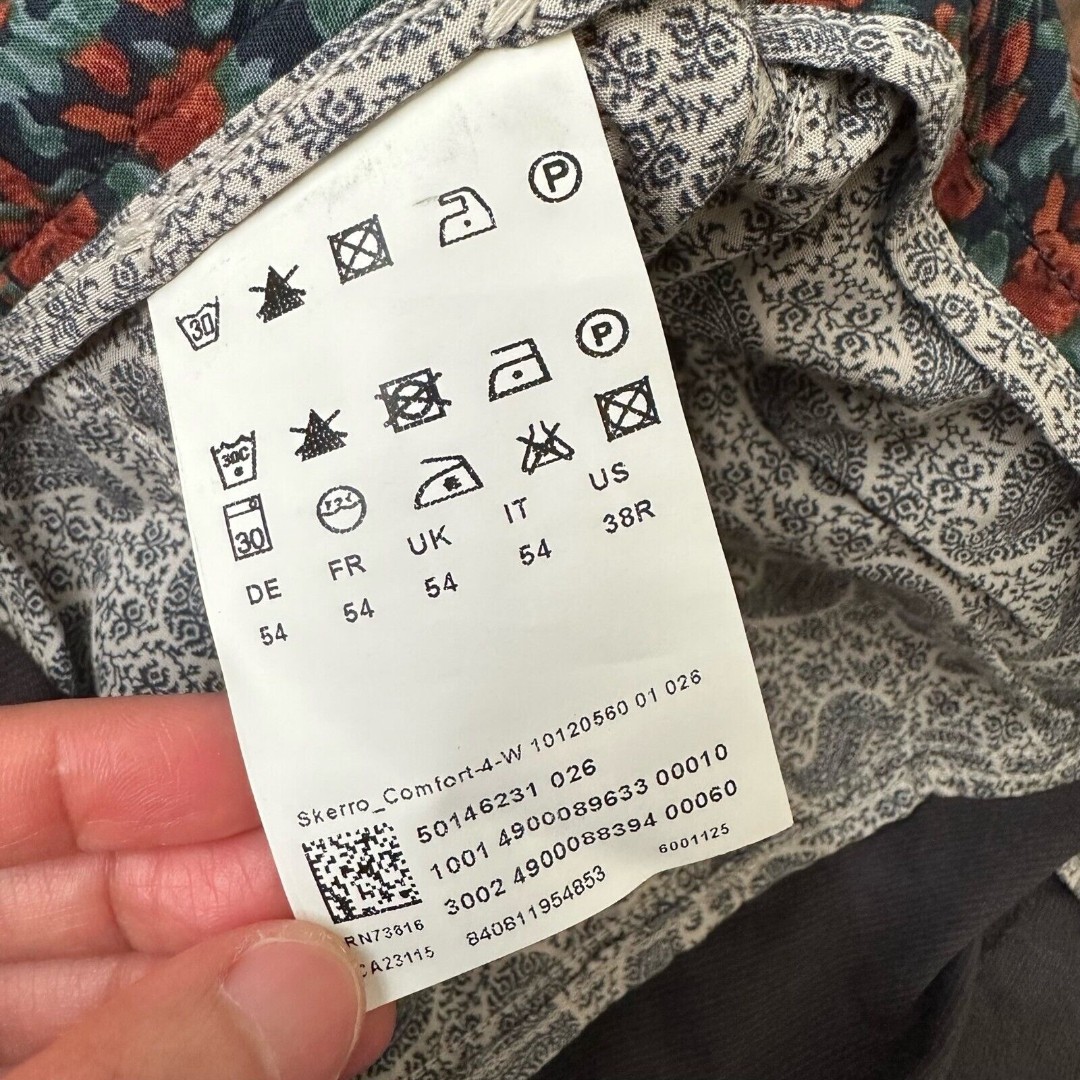 30 P
30C P
30
DE FR UK IT US
54 54 54 54 38R
Skerro_Comfort-4-W 10120560 01 026
50146231 026
1001 4900089633 00010
3002 4900088394 00060
RN73816 6001125
CA23115 840811954853